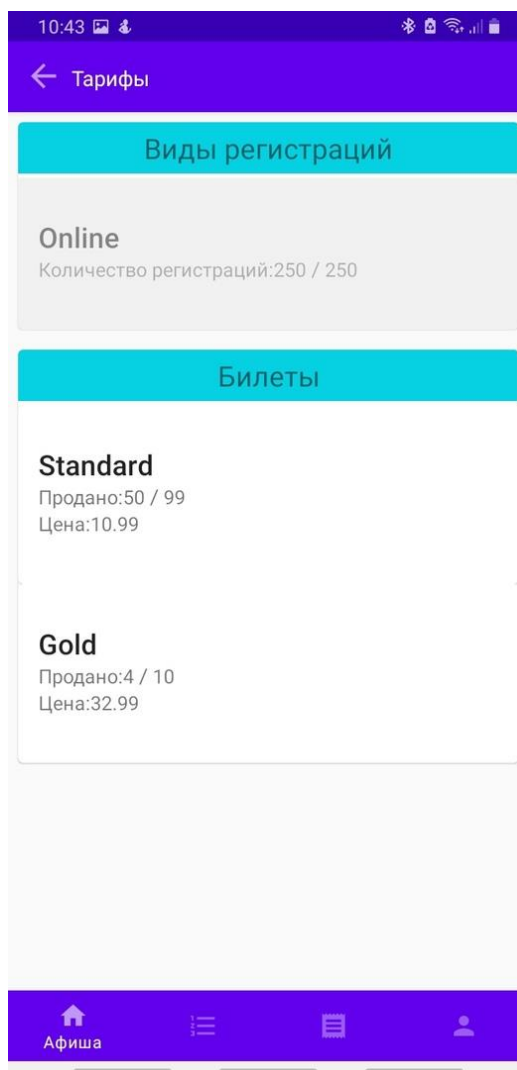 10:43
Тарифы
Виды регистраций
Online
Количество регистраций:250 / 250
Билеты
Standard
Продано:50 / 99
Цена:10.99
Gold
Продано:4 / 10
Цена:32.99
Афиша